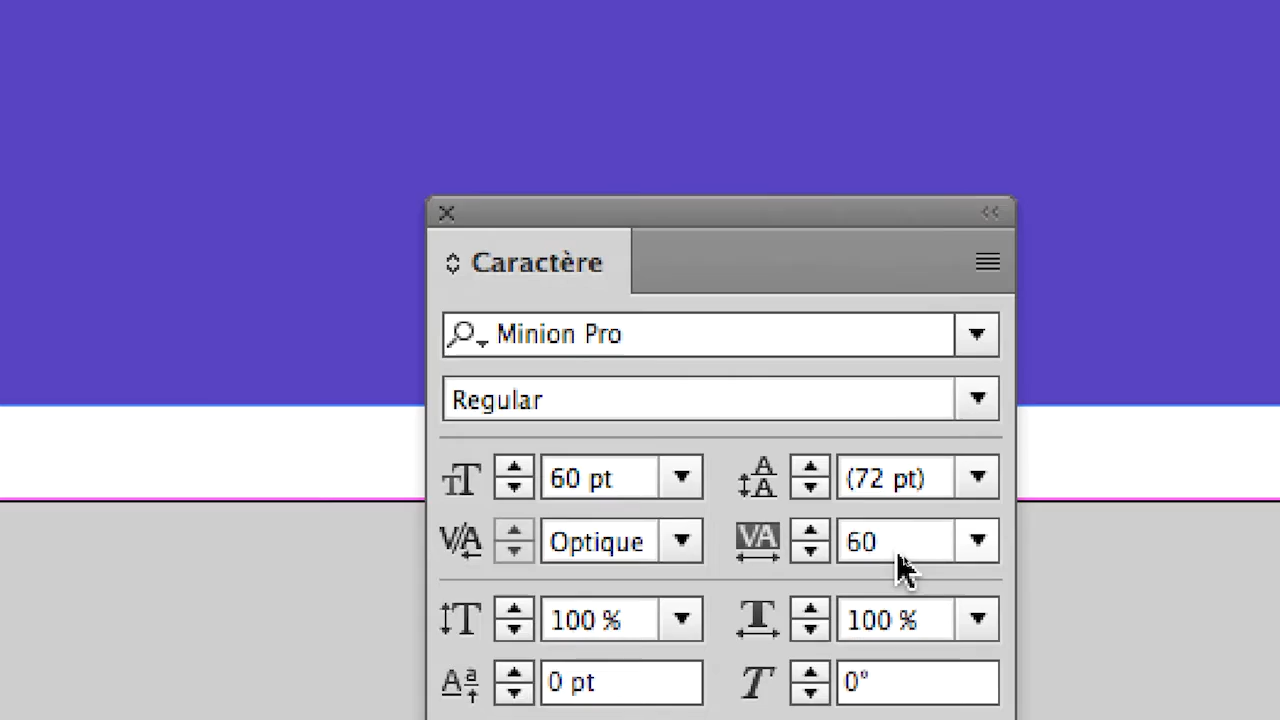 Caractère
Minion Pro
Regular
60 pt (72 pt)
Optique 60
100 % 100 %
0 pt 0°